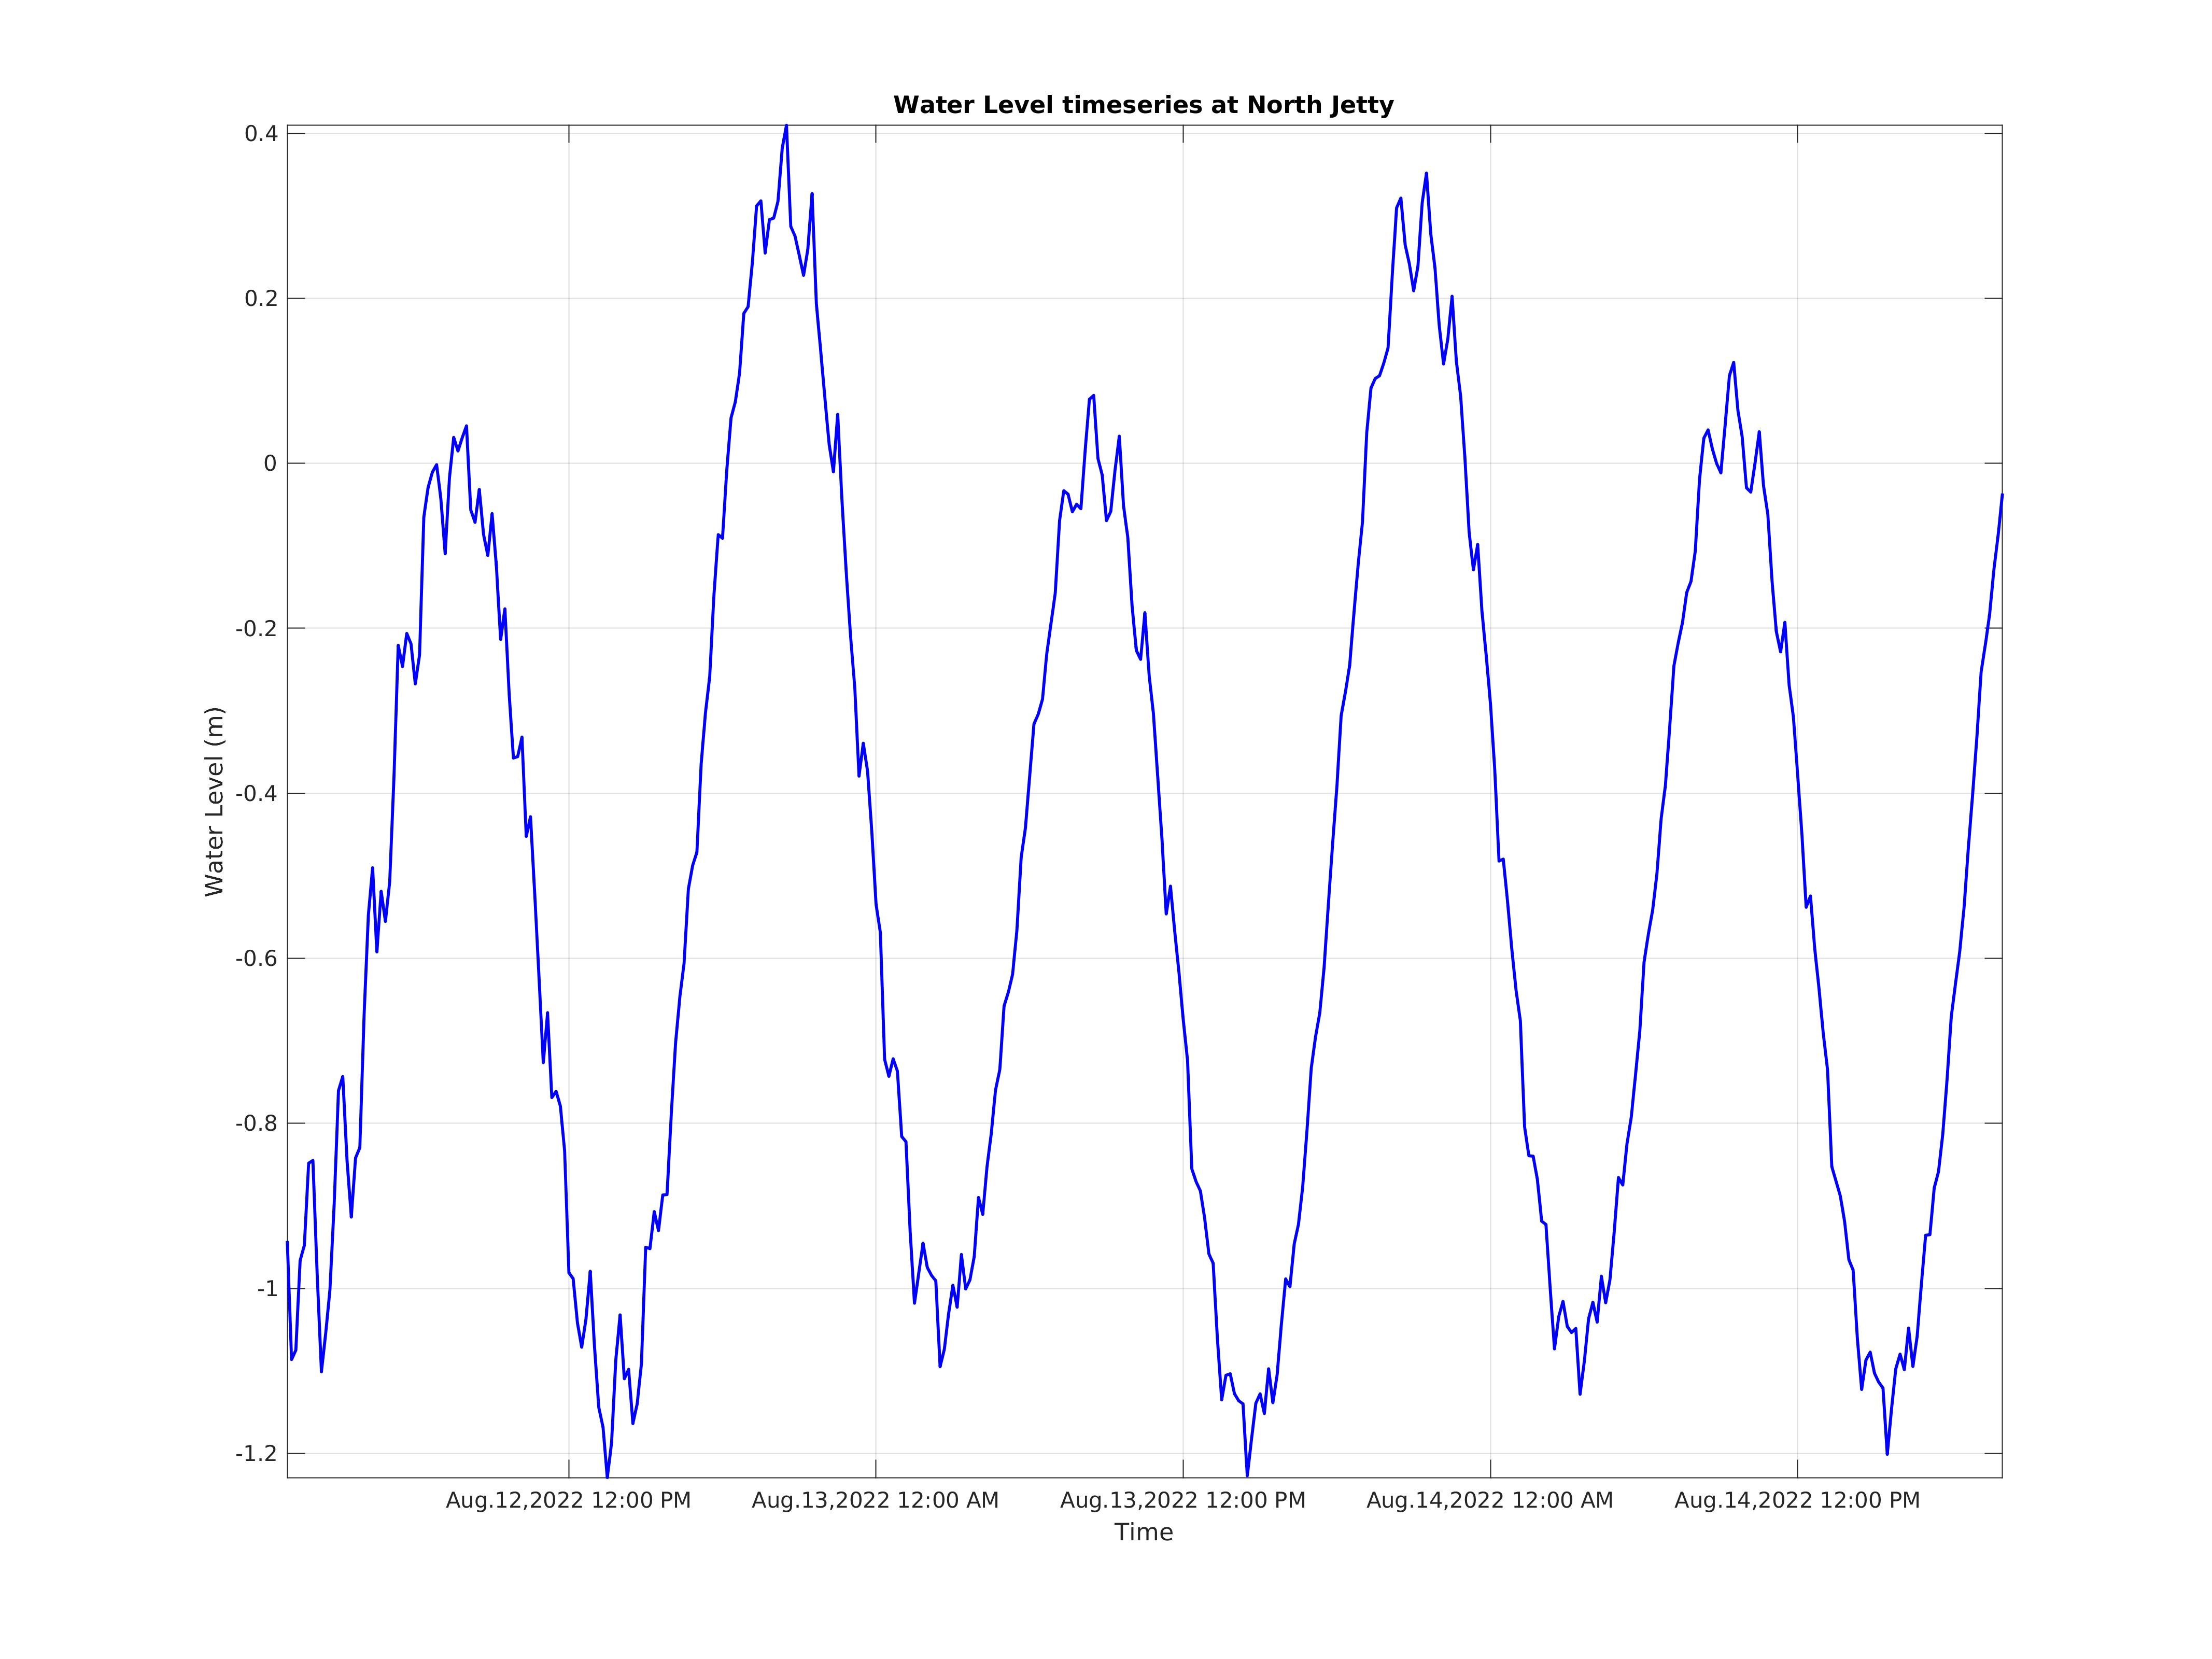 Water Level timeseries at North Jetty
0.4
0.2
0
-0.2
-0.4
-0.6
-0.8
-1
-1.2
Water Level (m)
Aug.12,2022 12:00 PM Aug.13,2022 12:00 AM Aug.13,2022 12:00 PM Aug.14,2022 12:00 AM Aug.14,2022 12:00 PM
Time